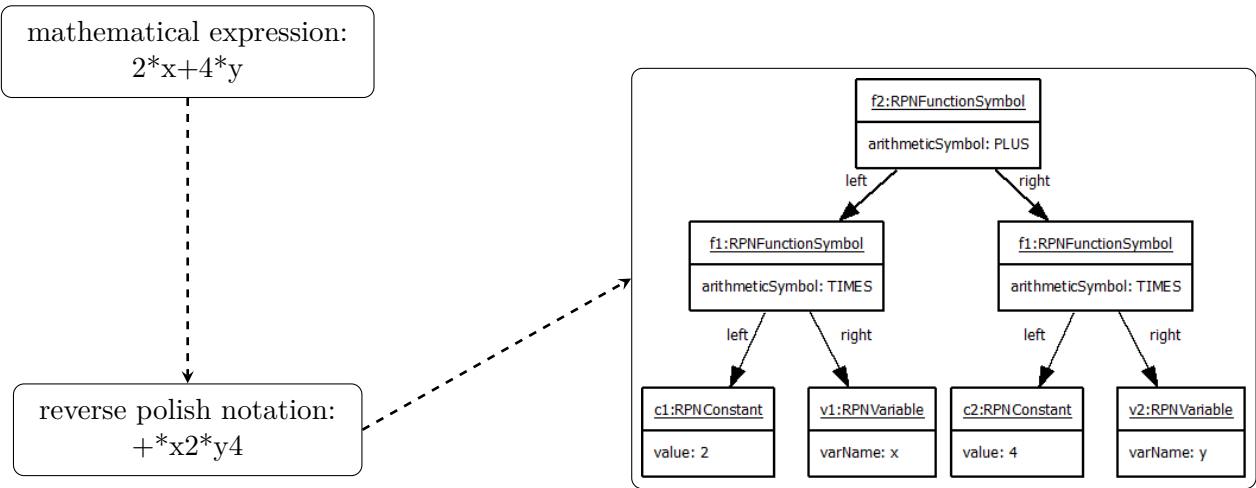 mathematical expression:
2*x+4*y
reverse polish notation:
+*x2*y4
f2:RPNFunctionSymbol
arithmeticSymbol: PLUS
left
right
f1:RPNFunctionSymbol
arithmeticSymbol: TIMES
f1:RPNFunctionSymbol
arithmeticSymbol: TIMES
left
right
left
right
c1:RPNConstant
value: 2
v1:RPNVariable
varName: x
c2:RPNConstant
value: 4
v2:RPNVariable
varName: y